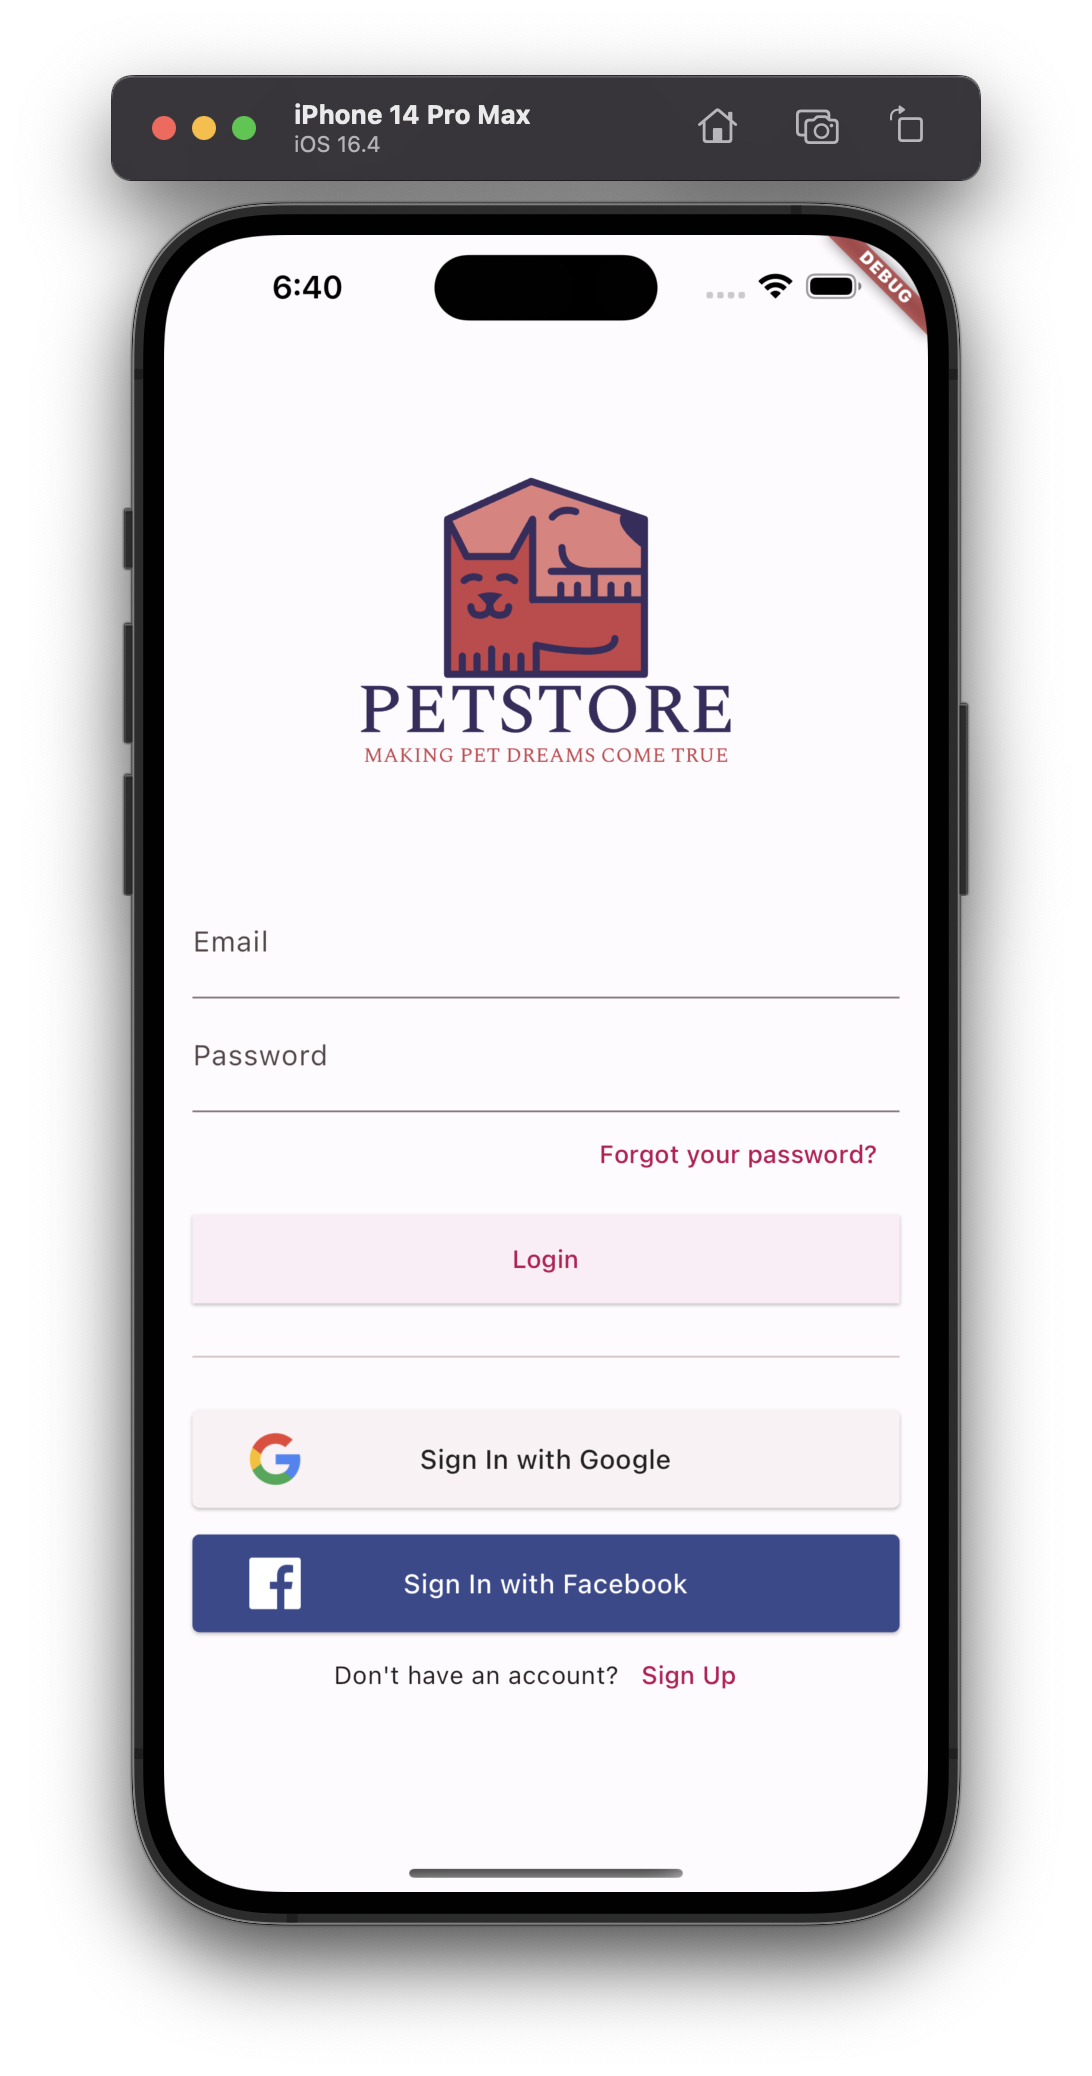 iPhone 14 Pro Max
iOS 16.4
6:40
DEBUG
PETSTORE
MAKING PET DREAMS COME TRUE
Email
Password
Forgot your password?
Login
Sign In with Google
Sign In with Facebook
Don't have an account? Sign Up